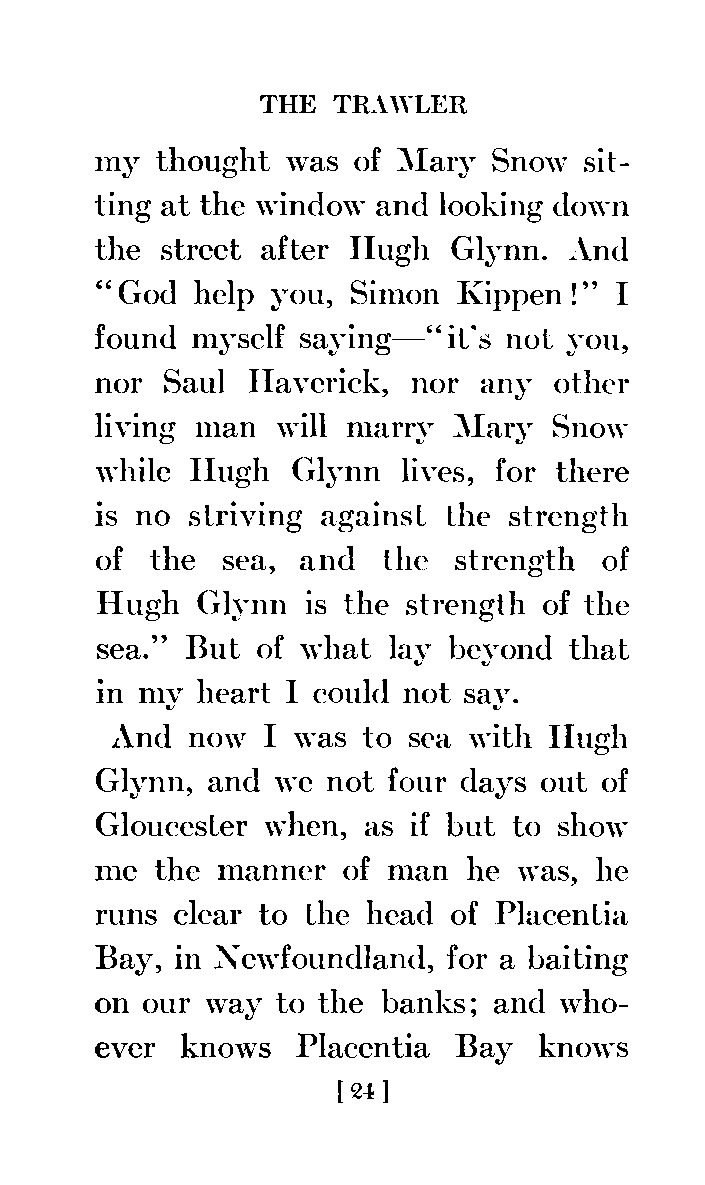 THE TRAWLER
my thought was of Mary Snow sit-
ting at the window and looking down
the street after Hugh Glynn. And
“God help you, Simon Kippen!” I
found myself saying—“it's not you,
nor Saul Haverick, nor any other
living man will marry Mary Snow
while Hugh Glynn lives, for there
is no striving against the strength
of the sea, and the strength of
Hugh Glynn is the strength of the
sea.” But of what lay beyond that
in my heart I could not say.
And now I was to sea with Hugh
Glynn, and we not four days out of
Gloucester when, as if but to show
me the manner of man he was, he
runs clear to the head of Placentia
Bay, in Newfoundland, for a baiting
on our way to the banks; and who-
ever knows Placentia Bay knows
[24]